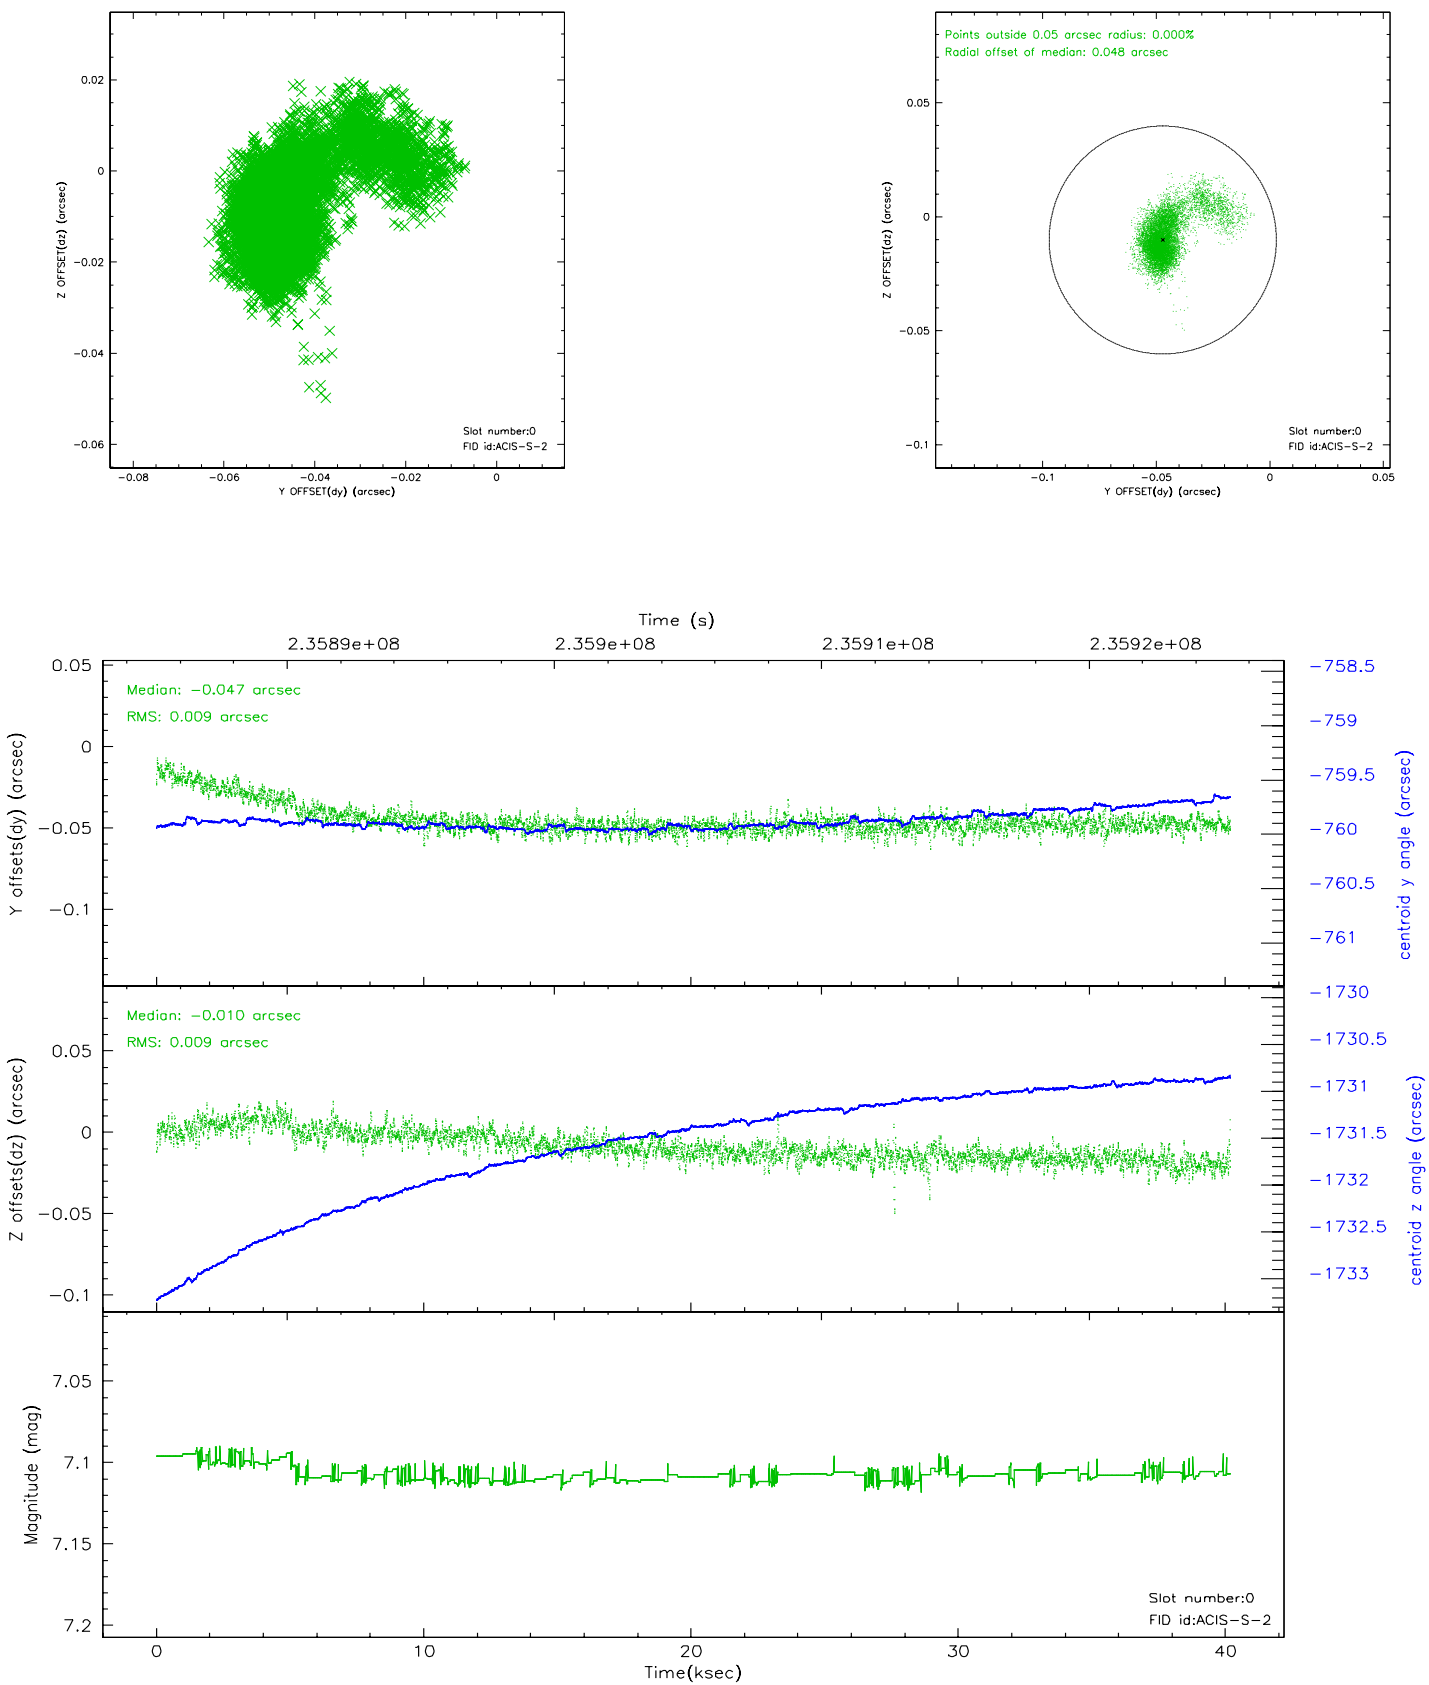 0.02
0
−0.02
−0.04
−0.06
Z OFFSET(dz) (arcsec)
Slot number:0
FID id:ACIS−S−2
−0.08
−0.06
−0.04
−0.02
0
Y OFFSET(dy) (arcsec)
Points outside 0.05 arcsec radius: 0.000%
Radial offset of median: 0.048 arcsec
0.05
0
−0.05
−0.1
Z OFFSET(dz) (arcsec)
Slot number:0
FID id:ACIS−S−2
−0.1
−0.05
0
0.05
Y OFFSET(dy) (arcsec)
Time (s)
2.3589e+08
2.359e+08
2.3591e+08
2.3592e+08
0.05
0
−0.05
−0.1
Y offsets(dy) (arcsec)
Median: −0.047 arcsec
RMS: 0.009 arcsec
−758.5
−759
−759.5
−760
−760.5
−761
centroid y angle (arcsec)
0.05
0
−0.05
−0.1
Z offsets(dz) (arcsec)
Median: −0.010 arcsec
RMS: 0.009 arcsec
−1730
−1730.5
−1731
−1731.5
−1732
−1732.5
−1733
centroid z angle (arcsec)
7.05
7.1
7.15
7.2
Magnitude (mag)
Slot number:0
FID id:ACIS−S−2
0
10
20
30
40
Time(ksec)